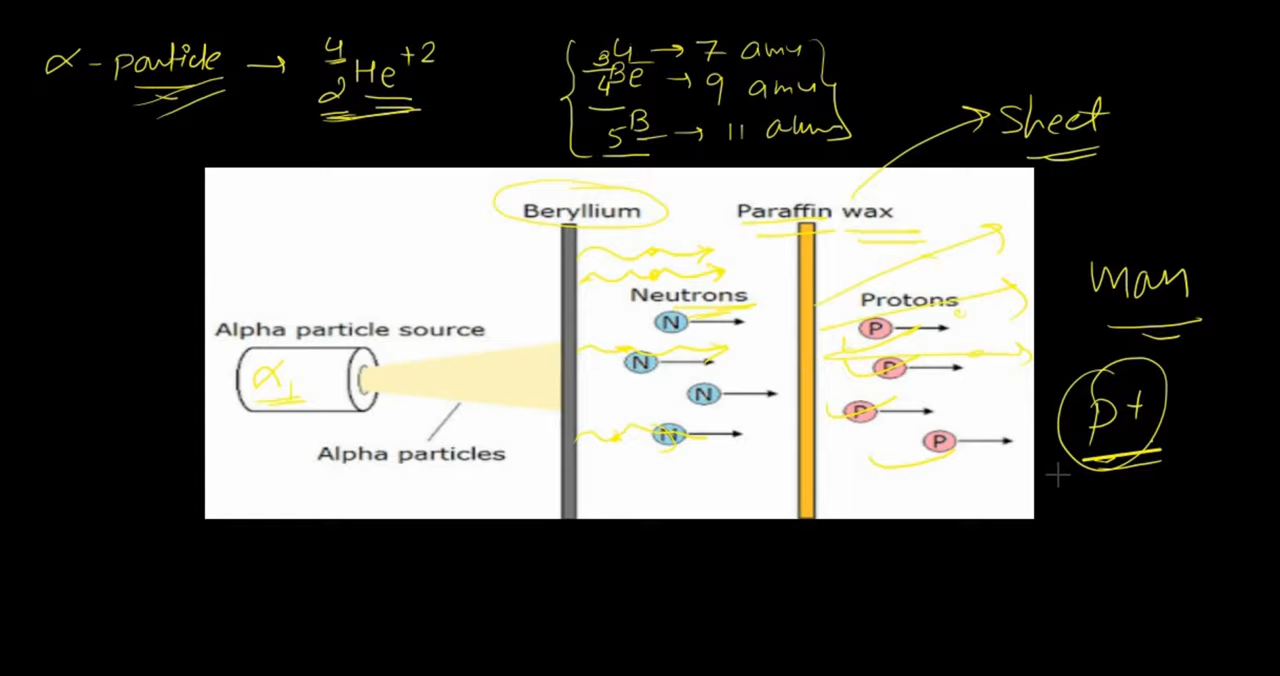 α - particle → ⁴₂He⁺²
₃Li → 7 amu
₄Be → 9 amu
₅B → 11 amu
Sheet
Beryllium
Paraffin wax
Neutrons
Protons
Alpha particle source
α
N
N
N
N
P
P
P
P
Alpha particles
p+